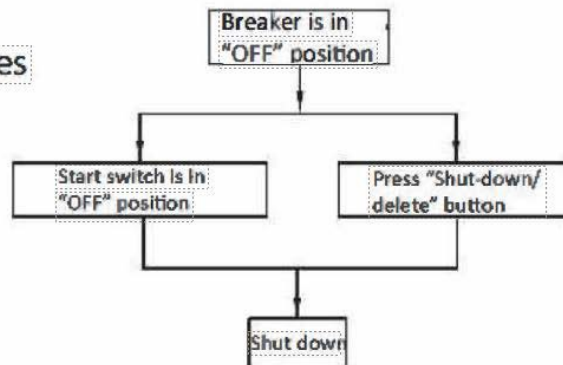 Breaker is in
"OFF" position
es
Start switch is in
"OFF" position
Press "Shut-down/
delete" button
Shut down